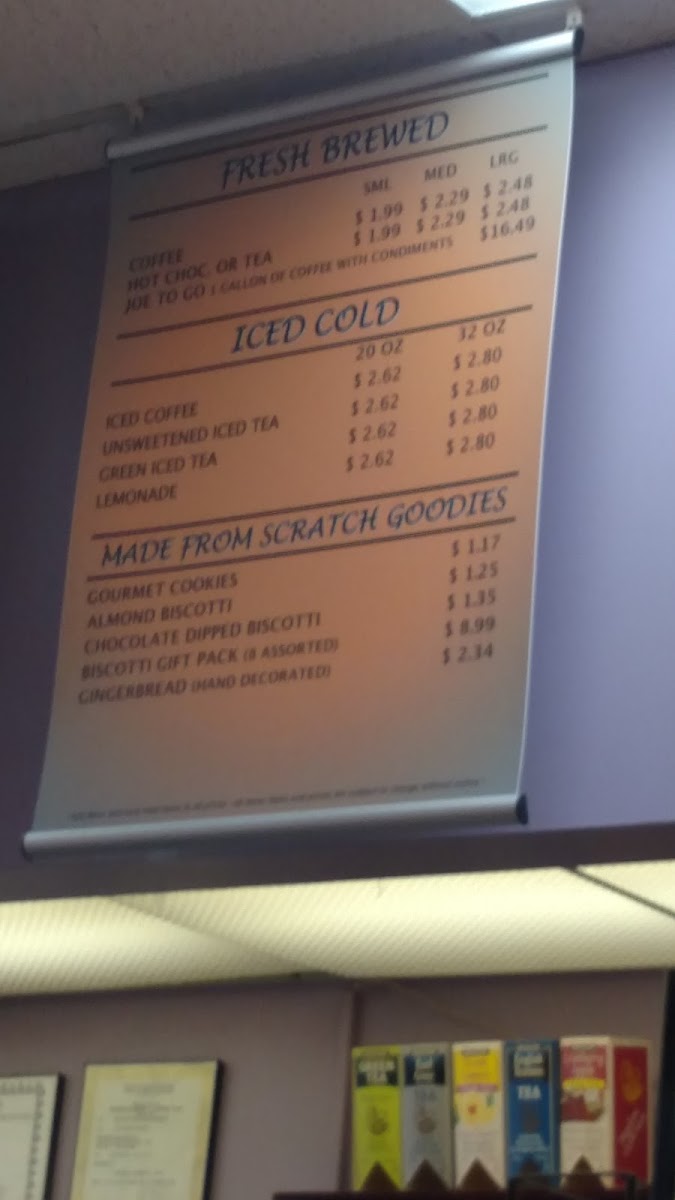 FRESH BREWED
SML MED LRG
COFFEE $ 1.99 $ 2.29 $ 2.48
HOT CHOC. OR TEA $ 1.99 $ 2.29 $ 2.48
JOE TO GO 1 GALLON OF COFFEE WITH CONDIMENTS $16.49
ICED COLD
20 OZ 32 OZ
ICED COFFEE $ 2.62 $ 2.80
UNSWEETENED ICED TEA $ 2.62 $ 2.80
GREEN ICED TEA $ 2.62 $ 2.80
LEMONADE $ 2.62 $ 2.80
MADE FROM SCRATCH GOODIES
GOURMET COOKIES $ 1.17
ALMOND BISCOTTI $ 1.25
CHOCOLATE DIPPED BISCOTTI $ 1.35
BISCOTTI GIFT PACK (8 ASSORTED) $ 8.99
GINGERBREAD (HAND DECORATED) $ 2.34
GREEN
TEA
TEA
TEA